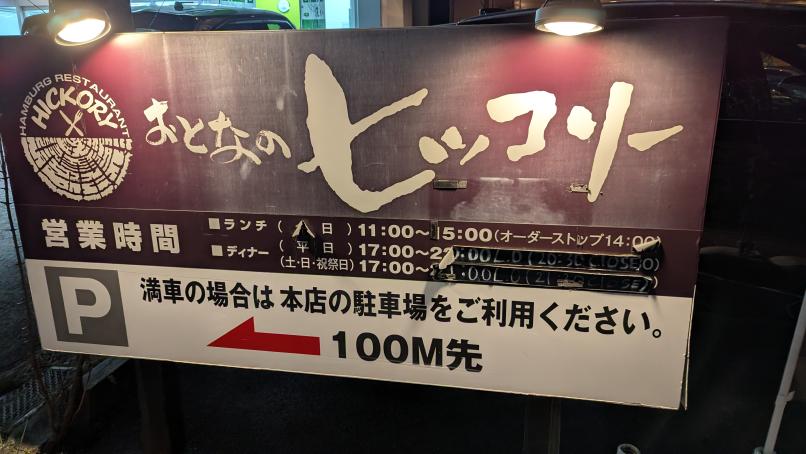 HAMBURG RESTAURANT
HICKORY
おとなの ヒッコリー
営業時間
■ランチ ( 日 ) 11:00～15:00 (オーダーストップ14:00)
■ディナー ( 平 日 ) 17:00～
(土・日・祝祭日) 17:00～
P
満車の場合は 本店の駐車場をご利用ください。
100M先